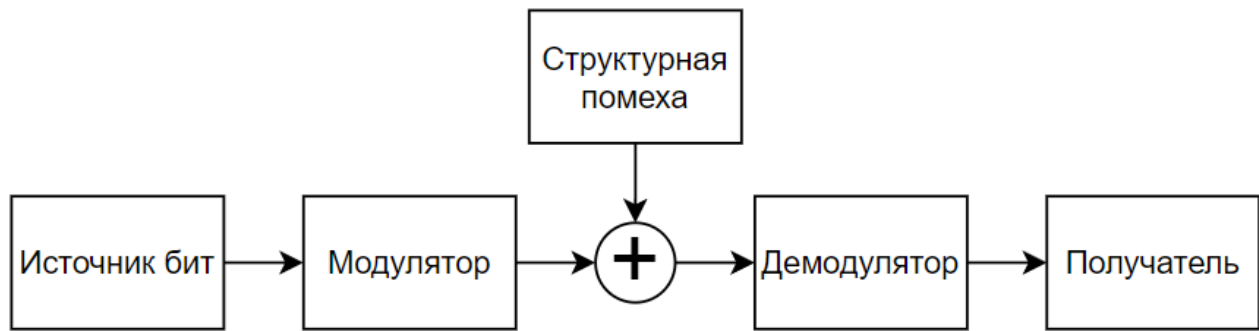 Структурная
помеха
Источник бит
Модулятор
+
Демодулятор
Получатель